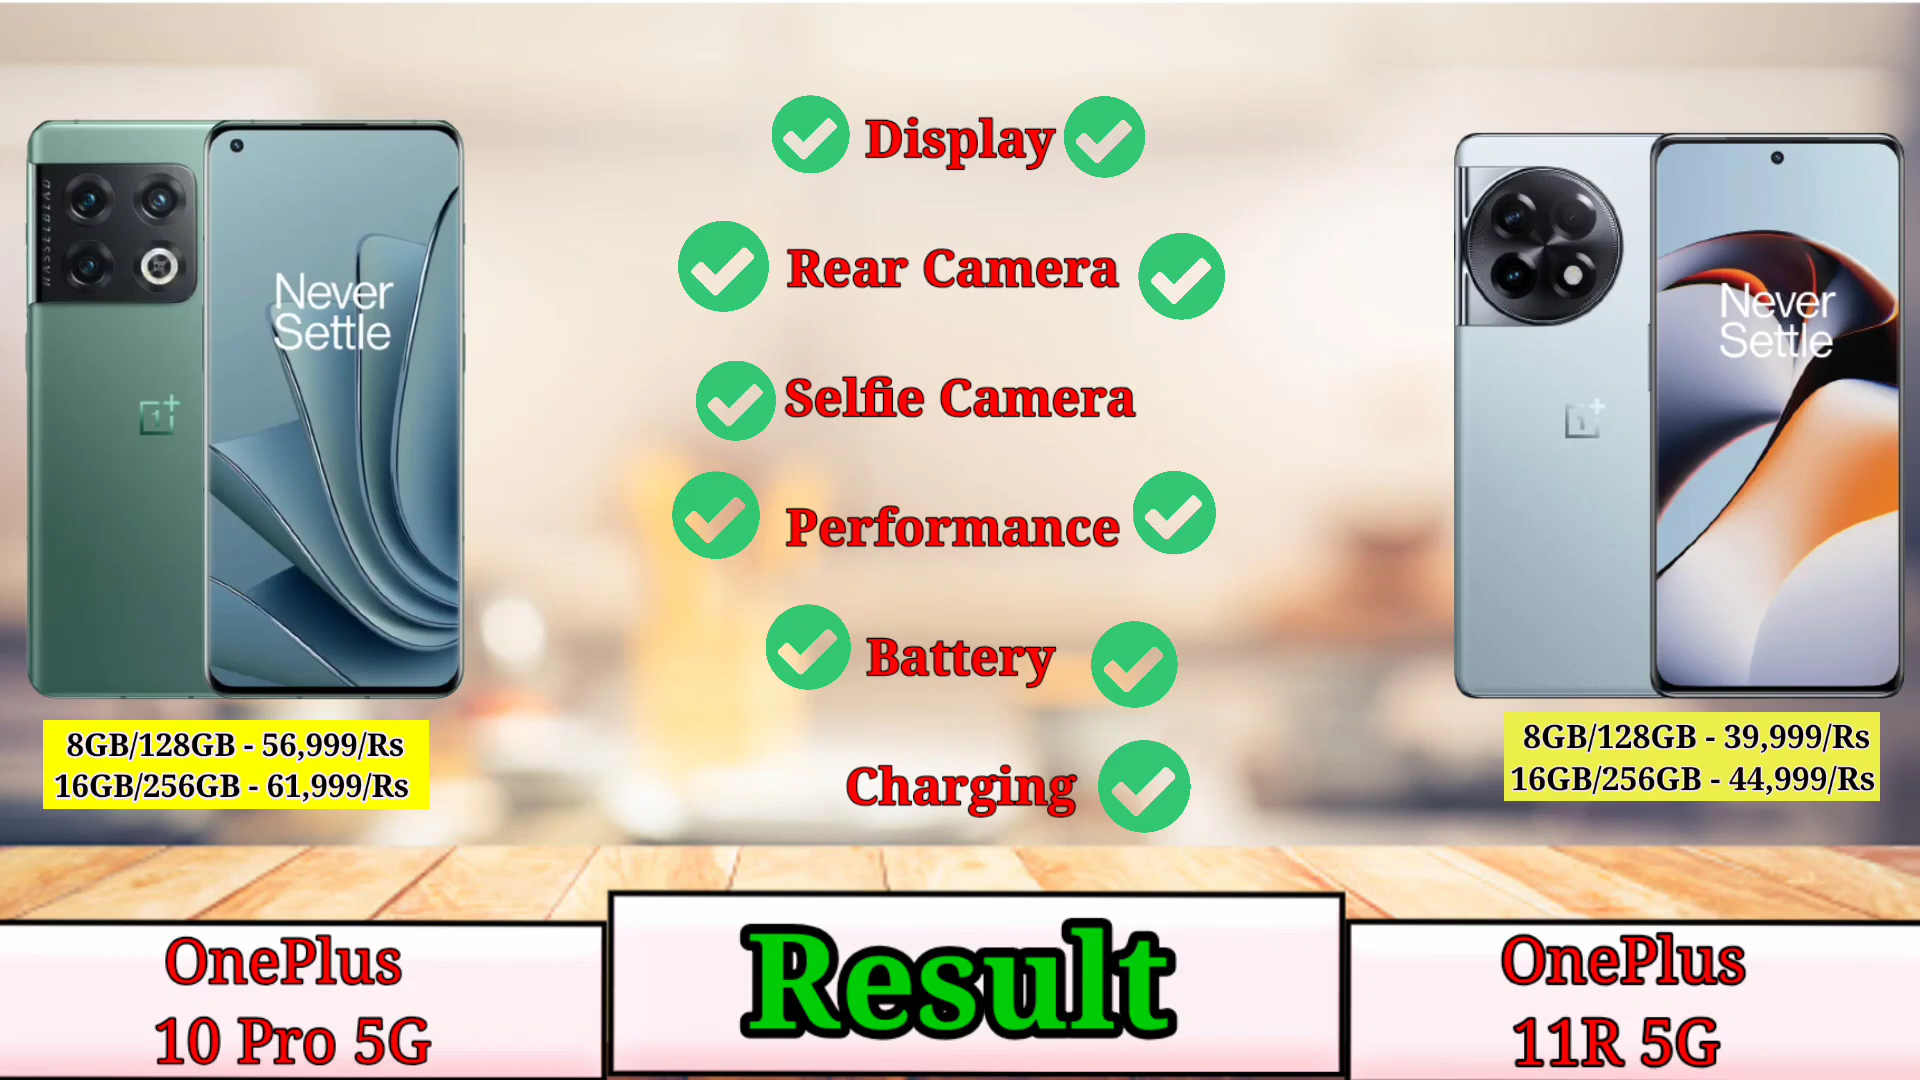 Display
Rear Camera
Selfie Camera
Performance
Battery
Charging
HASSELBLAD
Never
Settle
8GB/128GB - 56,999/Rs
16GB/256GB - 61,999/Rs
Never
Settle
8GB/128GB - 39,999/Rs
16GB/256GB - 44,999/Rs
OnePlus
10 Pro 5G
Result
OnePlus
11R 5G